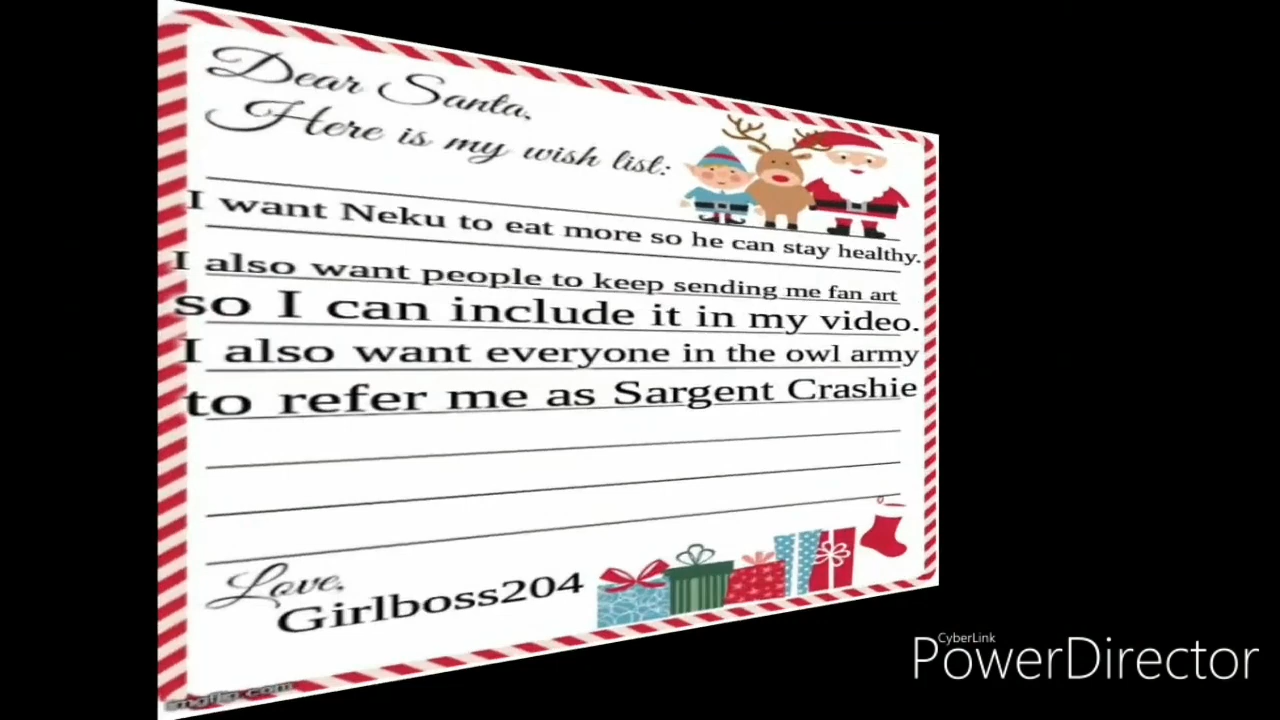 Dear Santa,
Here is my wish list:
I want Neku to eat more so he can stay healthy.
I also want people to keep sending me fan art
so I can include it in my video.
I also want everyone in the owl army
to refer me as Sargent Crashie
Love,
Girlboss204
imgflip.com
CyberLink
PowerDirector